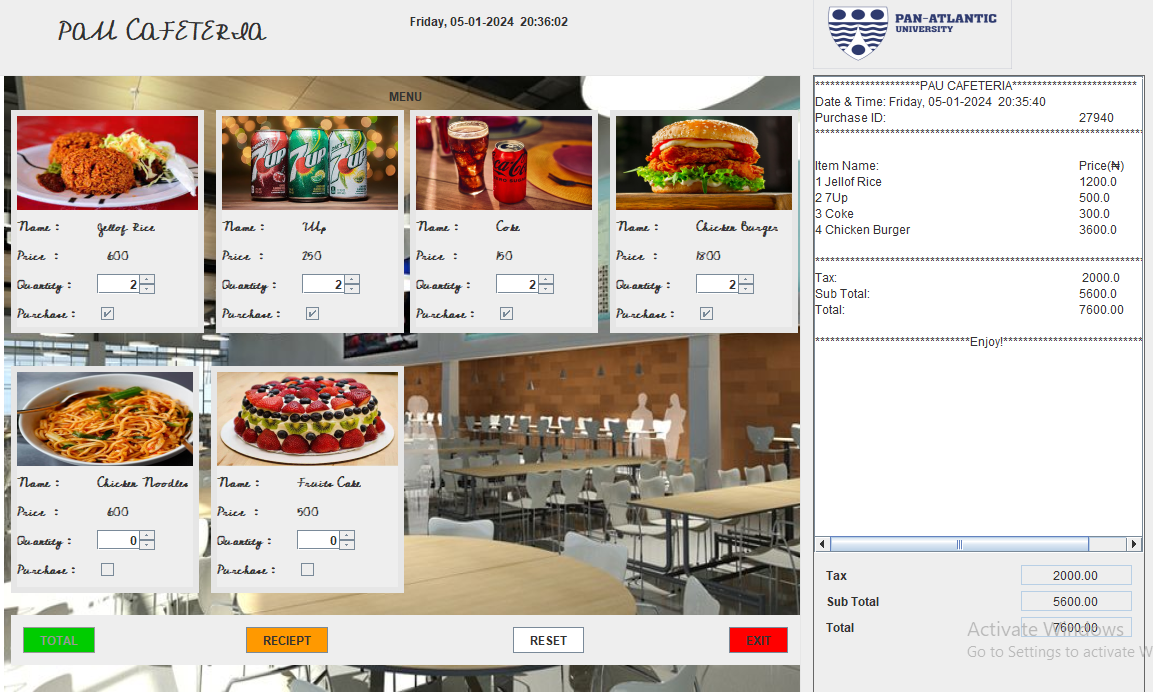 PAU CAFETERIA
Friday, 05-01-2024 20:36:02
PAN-ATLANTIC
UNIVERSITY
MENU
7UP 7UP 7UP
Coca-Cola
Name : Jellof Rice
Price : 600
Quantity : 2
Purchase :
Name : 7Up
Price : 250
Quantity : 2
Purchase :
Name : Coke
Price : 150
Quantity : 2
Purchase :
Name : Chicken Burger
Price : 1800
Quantity : 2
Purchase :
Name : Chicken Noodles
Price : 600
Quantity : 0
Purchase :
Name : Fruits Cake
Price : 500
Quantity : 0
Purchase :
TOTAL RECIEPT RESET EXIT
*********************PAU CAFETERIA*************************
Date & Time: Friday, 05-01-2024 20:35:40
Purchase ID: 27940
*****************************************************************
Item Name: Price(₦)
1 Jellof Rice 1200.0
2 7Up 500.0
3 Coke 300.0
4 Chicken Burger 3600.0
*****************************************************************
Tax: 2000.0
Sub Total: 5600.0
Total: 7600.00
*******************************Enjoy!****************************
Tax 2000.00
Sub Total 5600.00
Total 7600.00
Activate Windows
Go to Settings to activate W